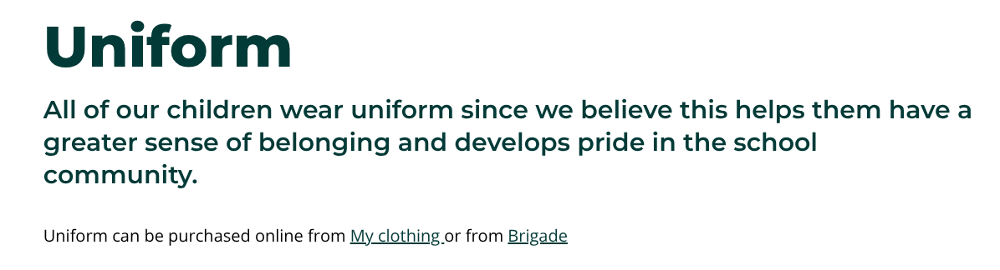 Uniform
All of our children wear uniform since we believe this helps them have a
greater sense of belonging and develops pride in the school
community.
Uniform can be purchased online from My clothing or from Brigade